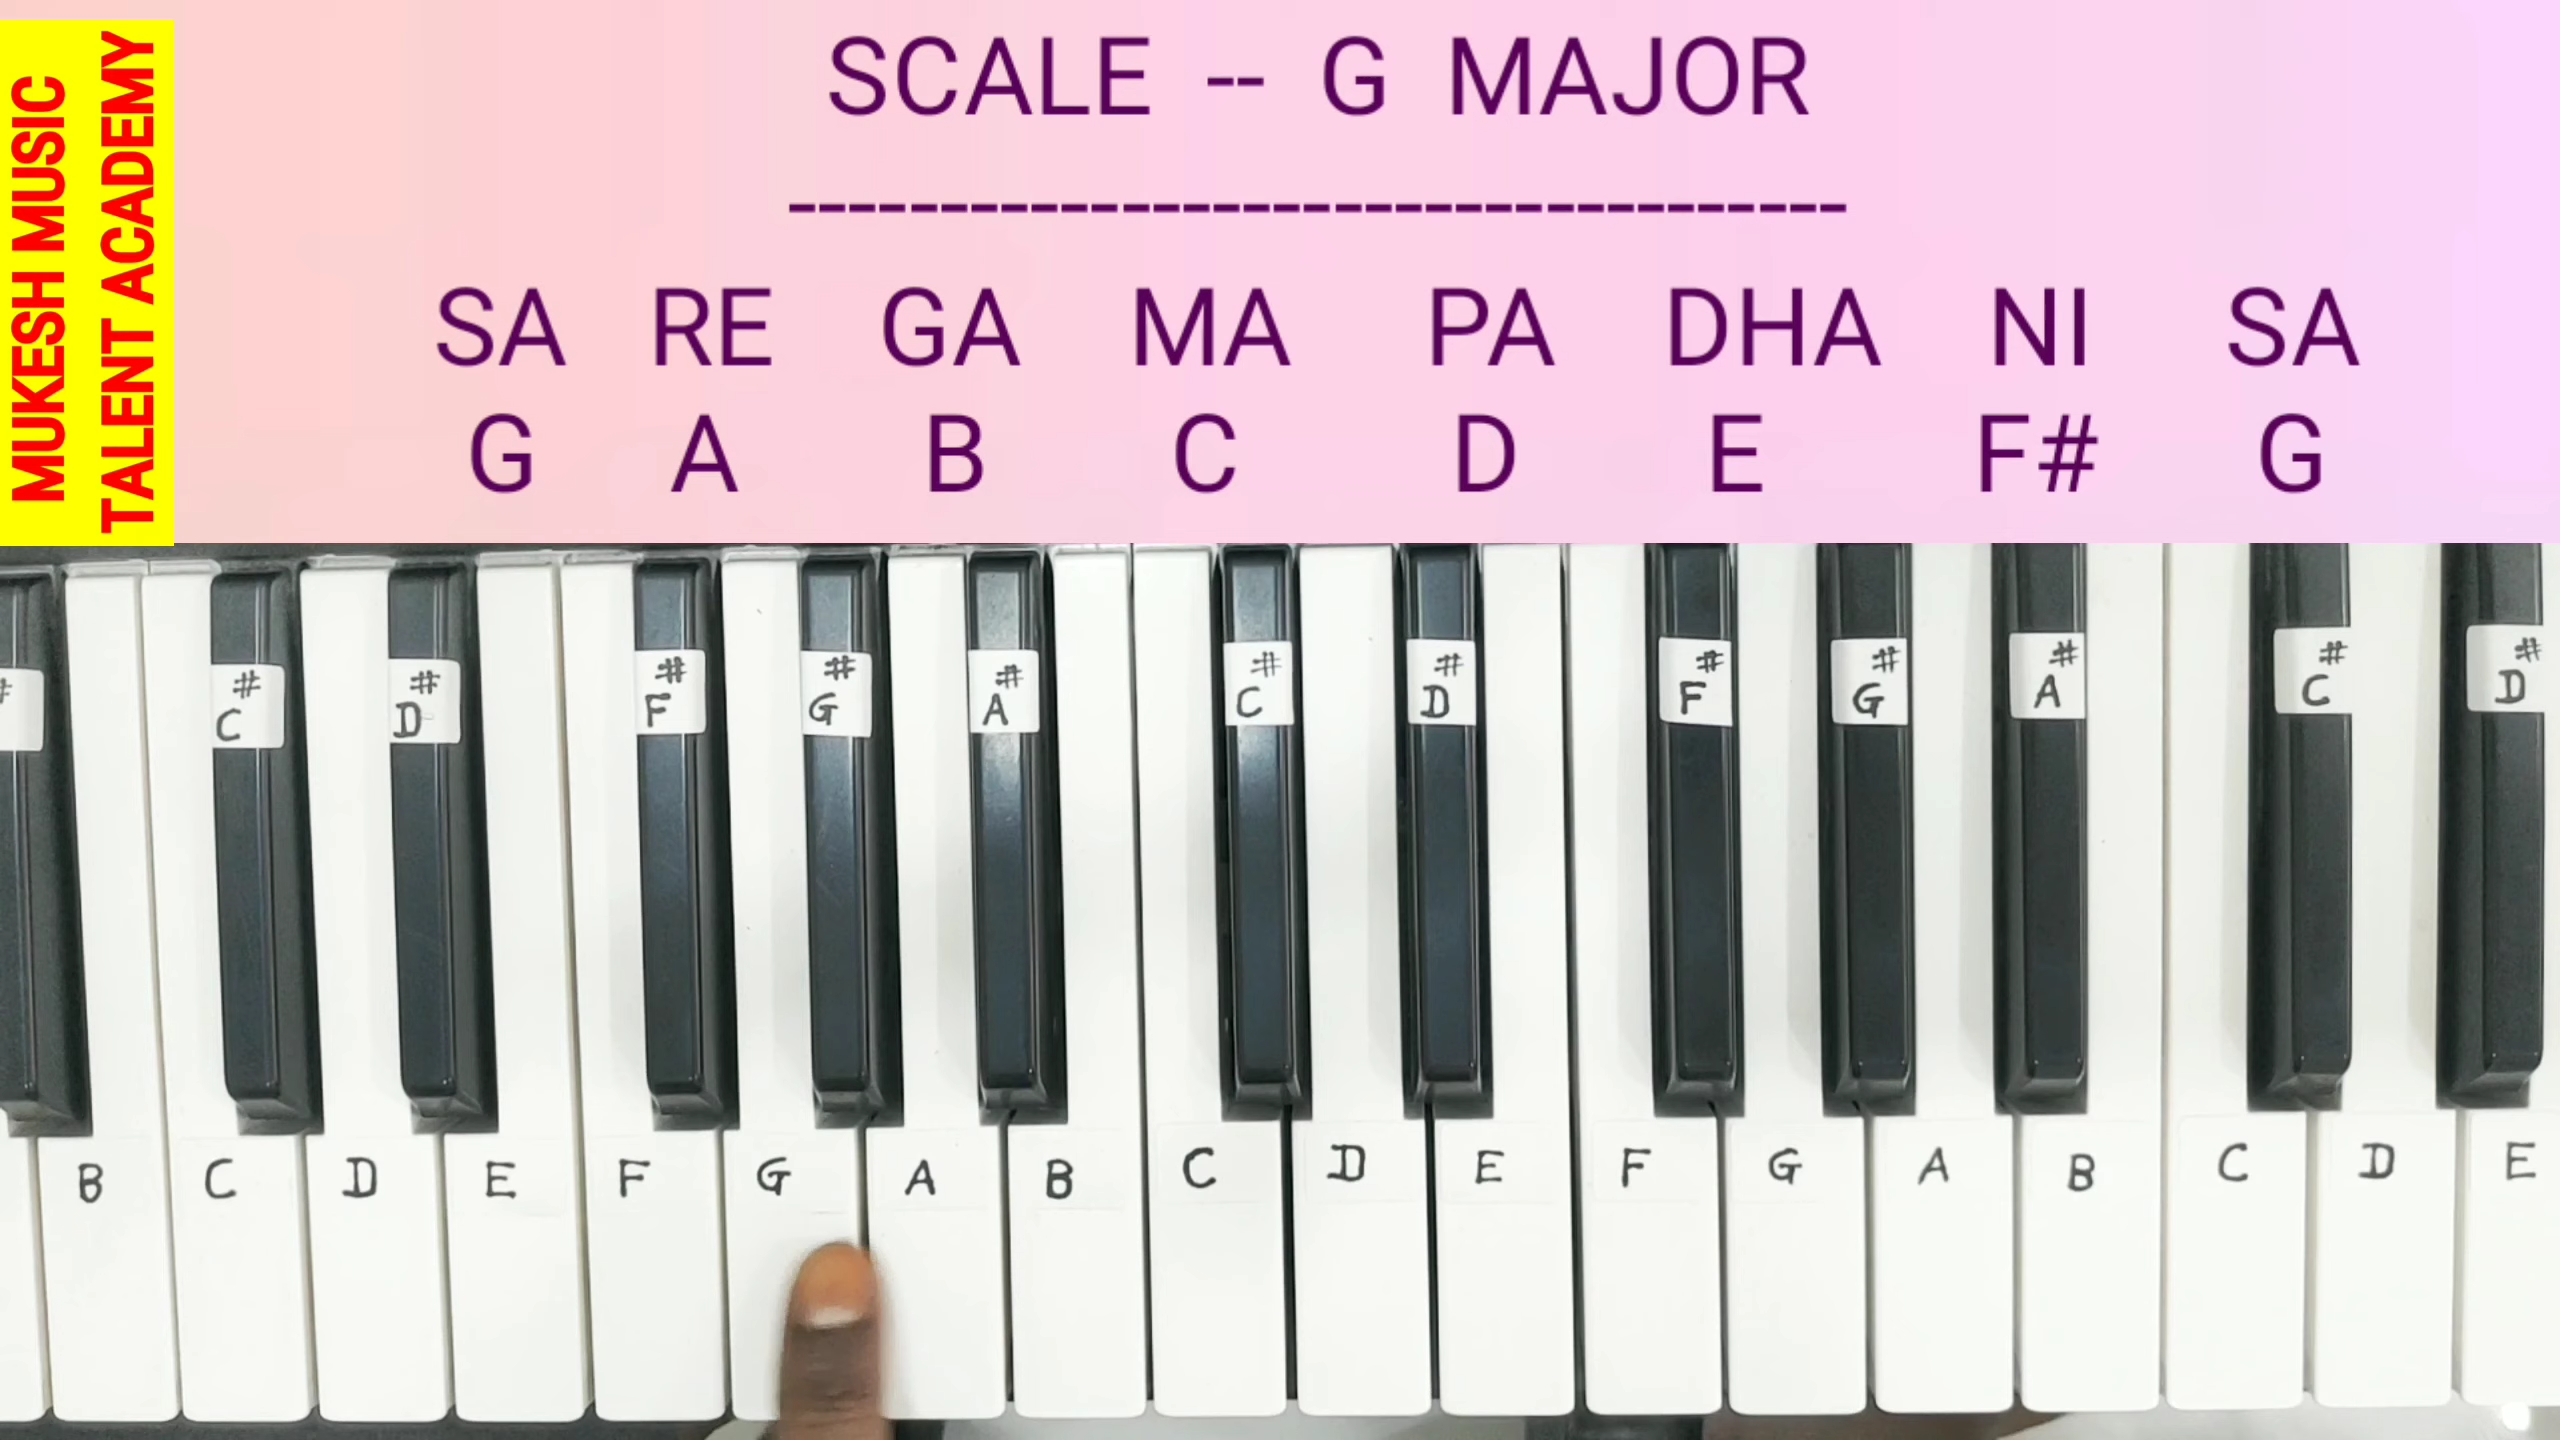 MUKESH MUSIC
TALENT ACADEMY
SCALE -- G MAJOR
-----------------------------------
SA RE GA MA PA DHA NI SA
G A B C D E F# G
# C# D# F# G# A# C# D# F# G# A# C# D#
B C D E F G A B C D E F G A B C D E